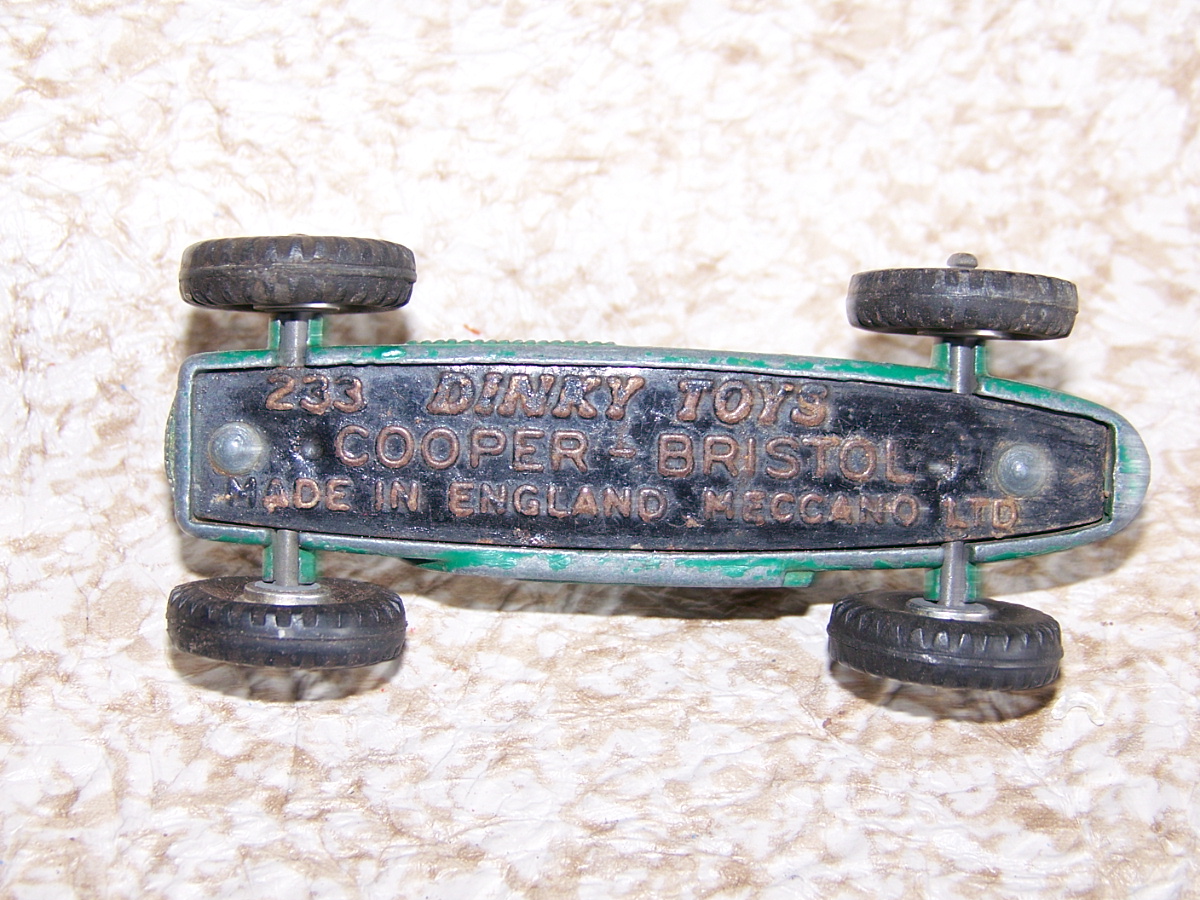 233 DINKY TOYS
COOPER-BRISTOL
MADE IN ENGLAND MECCANO LTD